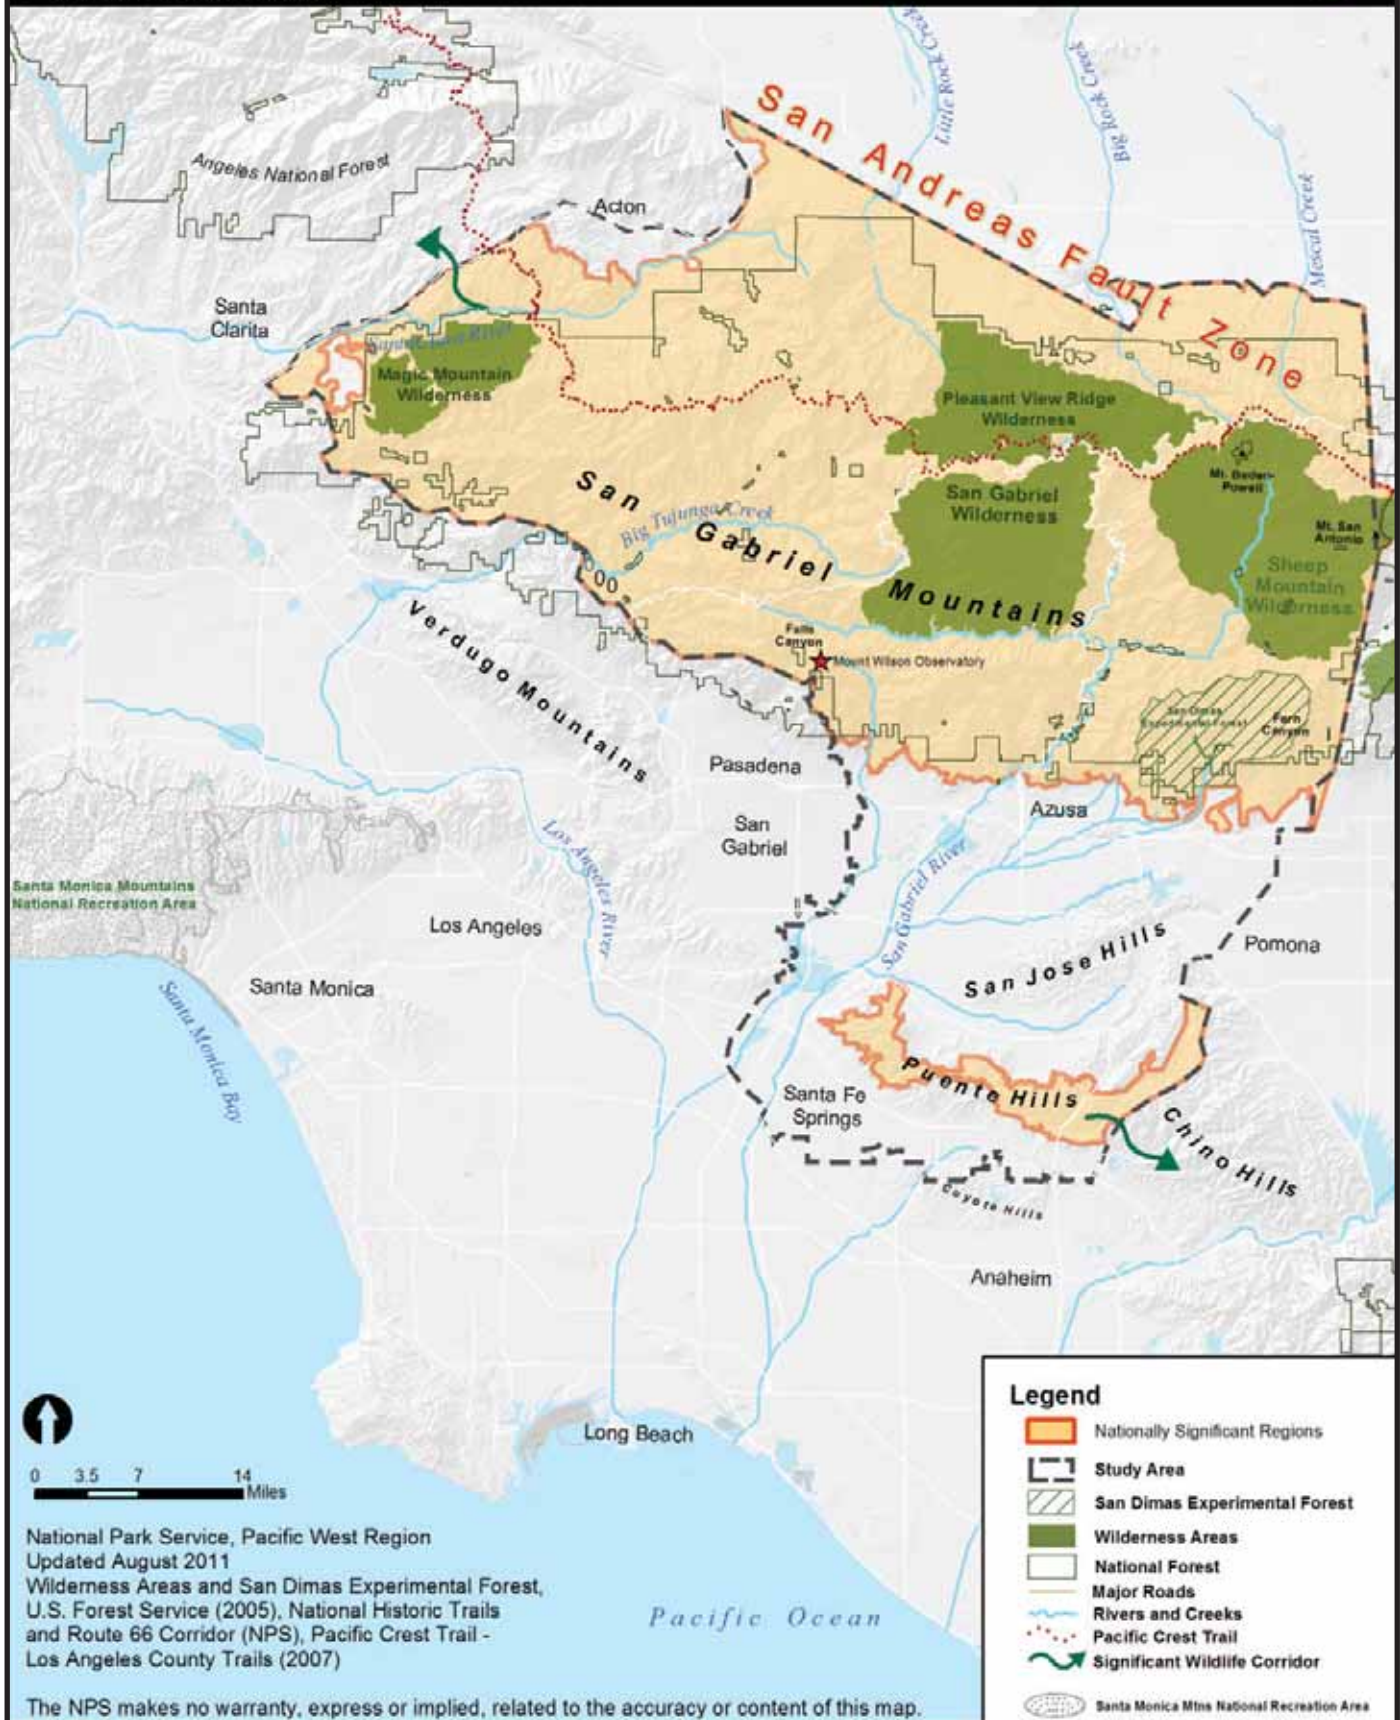 Little Rock Creek
Big Rock Creek
Mescal Creek
San Andreas Fault Zone
Angeles National Forest
Acton
Santa
Clarita
Santa Clara River
Magic Mountain
Wilderness
Pleasant View Ridge
Wilderness
San Gabriel
Wilderness
Mt. Baden-
Powell
Mt. San
Antonio
Sheep
Mountain
Wilderness
Big Tujunga Creek
San Gabriel Mountains
Falls
Canyon
Mount Wilson Observatory
Verdugo Mountains
San Dimas
Experimental Forest
Fern
Canyon
Pasadena
San
Gabriel
Azusa
Los Angeles River
San Gabriel River
Santa Monica Mountains
National Recreation Area
Los Angeles
Santa Monica
Santa Monica Bay
San Jose Hills
Pomona
Puente Hills
Santa Fe
Springs
Chino Hills
Coyote Hills
Anaheim
Long Beach
Pacific Ocean
0 3.5 7 14
Miles
National Park Service, Pacific West Region
Updated August 2011
Wilderness Areas and San Dimas Experimental Forest,
U.S. Forest Service (2005), National Historic Trails
and Route 66 Corridor (NPS), Pacific Crest Trail -
Los Angeles County Trails (2007)
The NPS makes no warranty, express or implied, related to the accuracy or content of this map.
Legend
Nationally Significant Regions
Study Area
San Dimas Experimental Forest
Wilderness Areas
National Forest
Major Roads
Rivers and Creeks
Pacific Crest Trail
Significant Wildlife Corridor
Santa Monica Mtns National Recreation Area